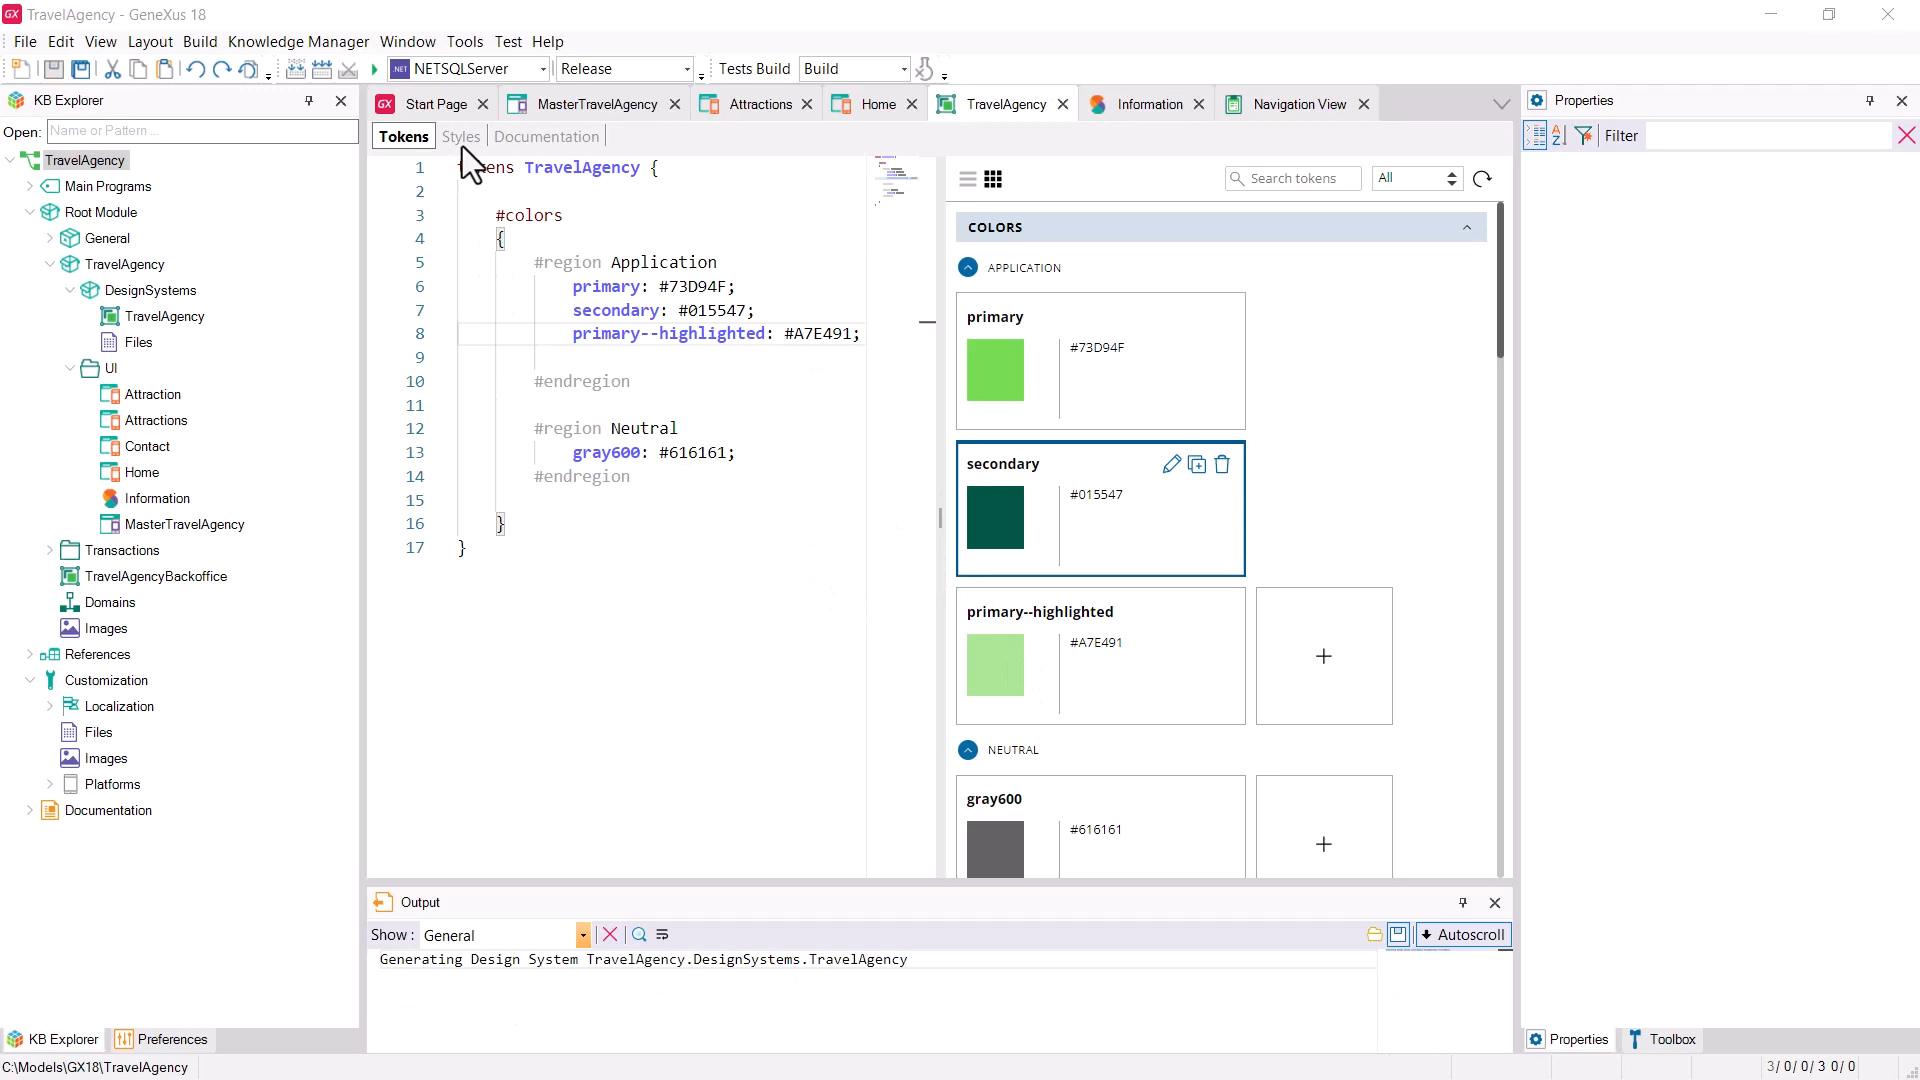 TravelAgency - GeneXus 18
File Edit View Layout Build Knowledge Manager Window Tools Test Help
.NET NETSQLServer Release Tests Build Build
KB Explorer
Open: Name or Pattern ...
TravelAgency
Main Programs
Root Module
General
TravelAgency
DesignSystems
TravelAgency
Files
UI
Attraction
Attractions
Contact
Home
Information
MasterTravelAgency
Transactions
TravelAgencyBackoffice
Domains
Images
References
Customization
Localization
Files
Images
Platforms
Documentation
KB Explorer Preferences
GX Start Page MasterTravelAgency Attractions Home TravelAgency Information Navigation View
Tokens Styles Documentation
1 ens TravelAgency {
2
3 #colors
4 {
5 #region Application
6 primary: #73D94F;
7 secondary: #015547;
8 primary--highlighted: #A7E491;
9
10 #endregion
11
12 #region Neutral
13 gray600: #616161;
14 #endregion
15
16 }
17 }
Search tokens All
COLORS
APPLICATION
primary
#73D94F
secondary
#015547
primary--highlighted
#A7E491
+
NEUTRAL
gray600
#616161
+
Output
Show: General Autoscroll
Generating Design System TravelAgency.DesignSystems.TravelAgency
Properties
Filter
Properties Toolbox
C:\Models\GX18\TravelAgency 3/ 0/ 0/ 3 0/ 0